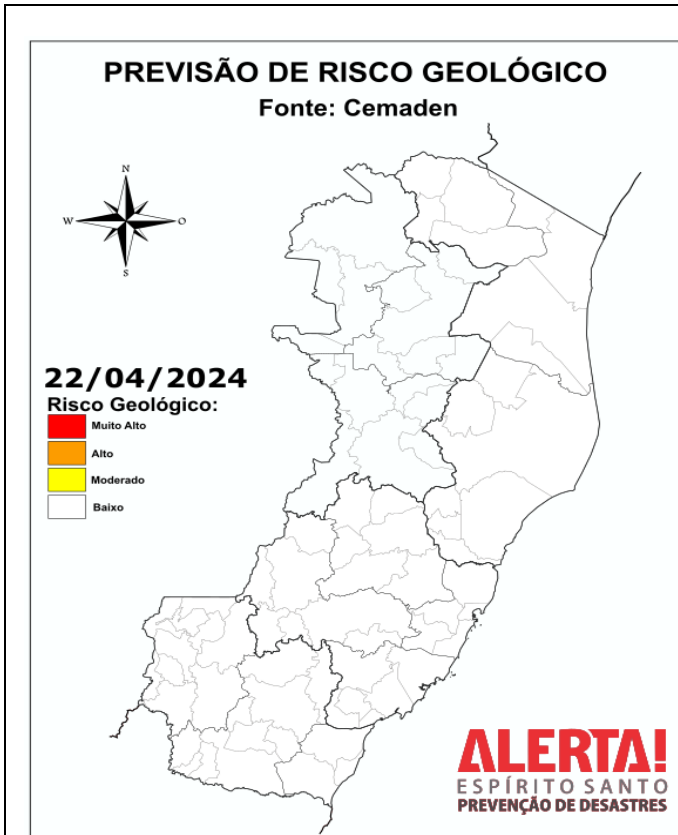 PREVISÃO DE RISCO GEOLÓGICO
Fonte: Cemaden
N
W
O
S
22/04/2024
Risco Geológico:
Muito Alto
Alto
Moderado
Baixo
ALERTA!
ESPÍRITO SANTO
PREVENÇÃO DE DESASTRES